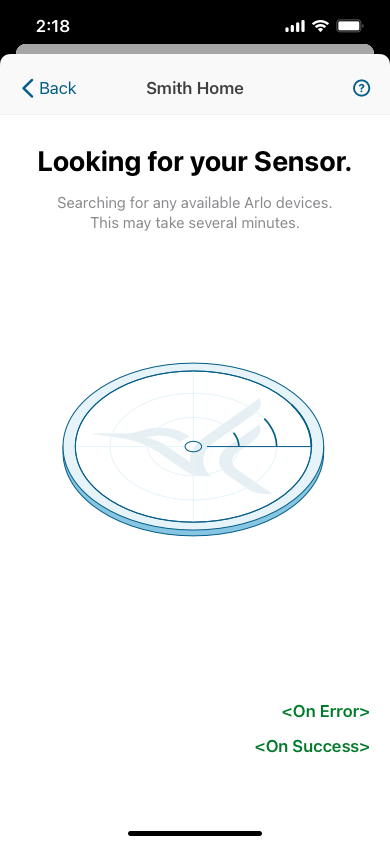 2:18
Back
Smith Home
?
Looking for your Sensor.
Searching for any available Arlo devices.
This may take several minutes.
<On Error>
<On Success>